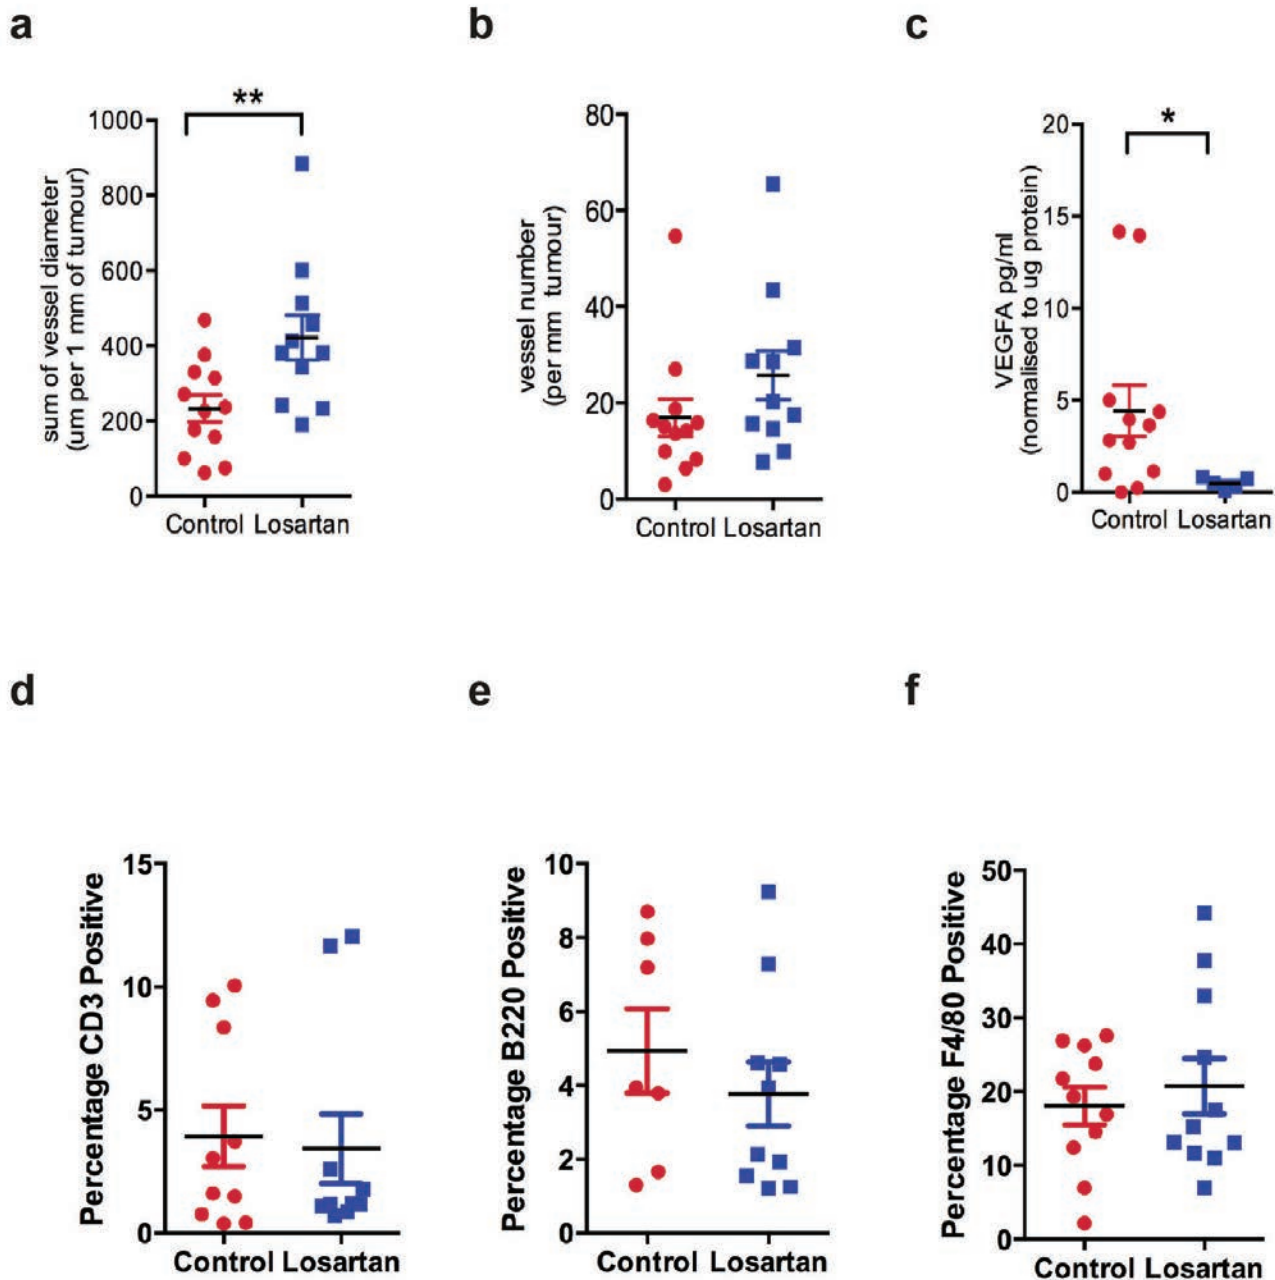 a
b
c
**
1000
800
600
400
200
0
sum of vessel diameter
(um per 1 mm of tumour)
Control Losartan
80
60
40
20
0
vessel number
(per mm tumour)
Control Losartan
*
20
15
10
5
0
VEGFA pg/ml
(normalised to ug protein)
Control Losartan
d
e
f
15
10
5
0
Percentage CD3 Positive
Control Losartan
10
8
6
4
2
0
Percentage B220 Positive
Control Losartan
50
40
30
20
10
0
Percentage F4/80 Positive
Control Losartan